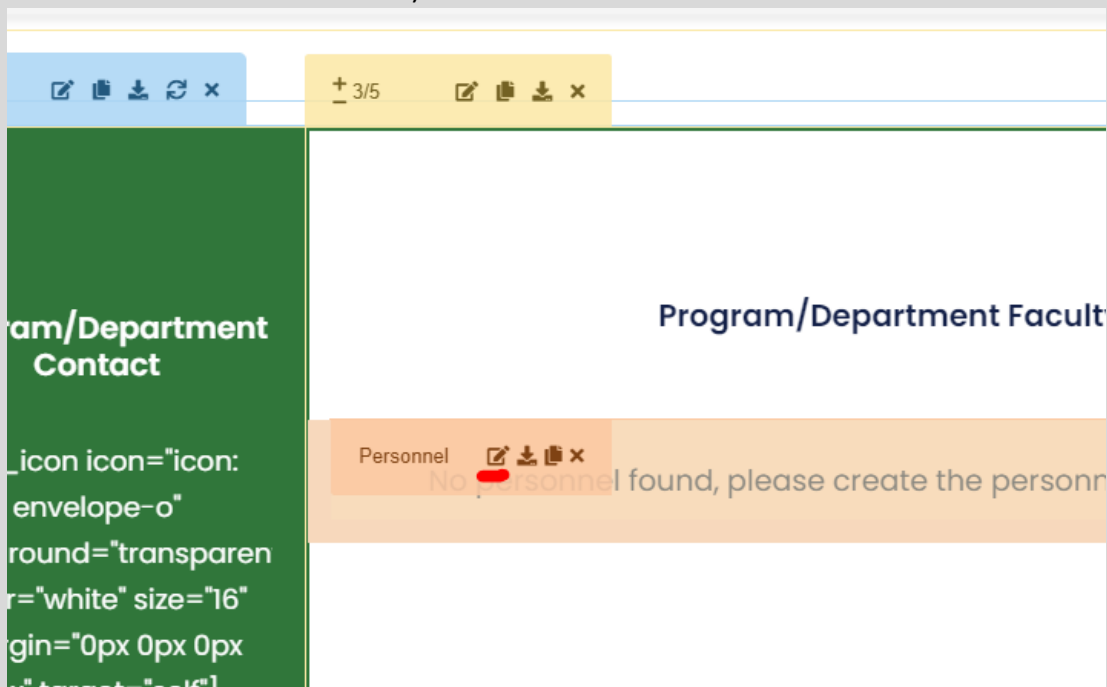 3/5
ram/Department
Contact
_icon icon="icon:
envelope-o"
round="transparen
r="white" size="16"
gin="0px 0px 0px
Program/Department Facult
Personnel
No personnel found, please create the personn